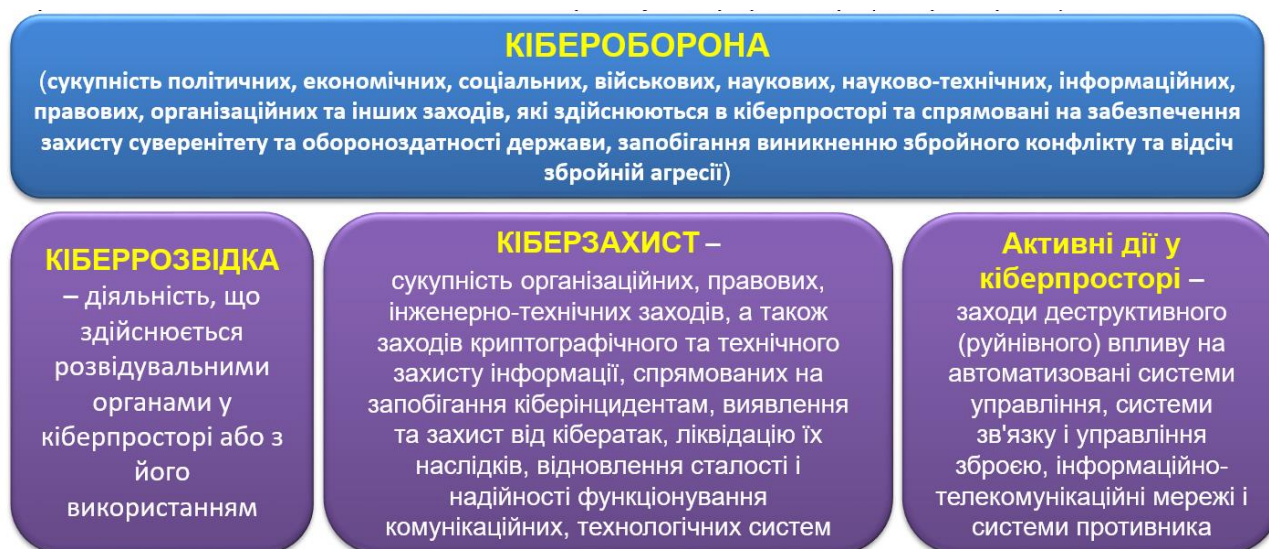 КІБЕРОБОРОНА
(сукупність політичних, економічних, соціальних, військових, наукових, науково-технічних, інформаційних,
правових, організаційних та інших заходів, які здійснюються в кіберпросторі та спрямовані на забезпечення
захисту суверенітету та обороноздатності держави, запобігання виникненню збройного конфлікту та відсіч
збройній агресії)
КІБЕРРОЗВІДКА
– діяльність, що
здійснюється
розвідувальними
органами у
кіберпросторі або з
його
використанням
КІБЕРЗАХИСТ –
сукупність організаційних, правових,
інженерно-технічних заходів, а також
заходів криптографічного та технічного
захисту інформації, спрямованих на
запобігання кіберінцидентам, виявлення
та захист від кібератак, ліквідацію їх
наслідків, відновлення сталості і
надійності функціонування
комунікаційних, технологічних систем
Активні дії у
кіберпросторі –
заходи деструктивного
(руйнівного) впливу на
автоматизовані системи
управління, системи
зв'язку і управління
зброєю, інформаційно-
телекомунікаційні мережі і
системи противника